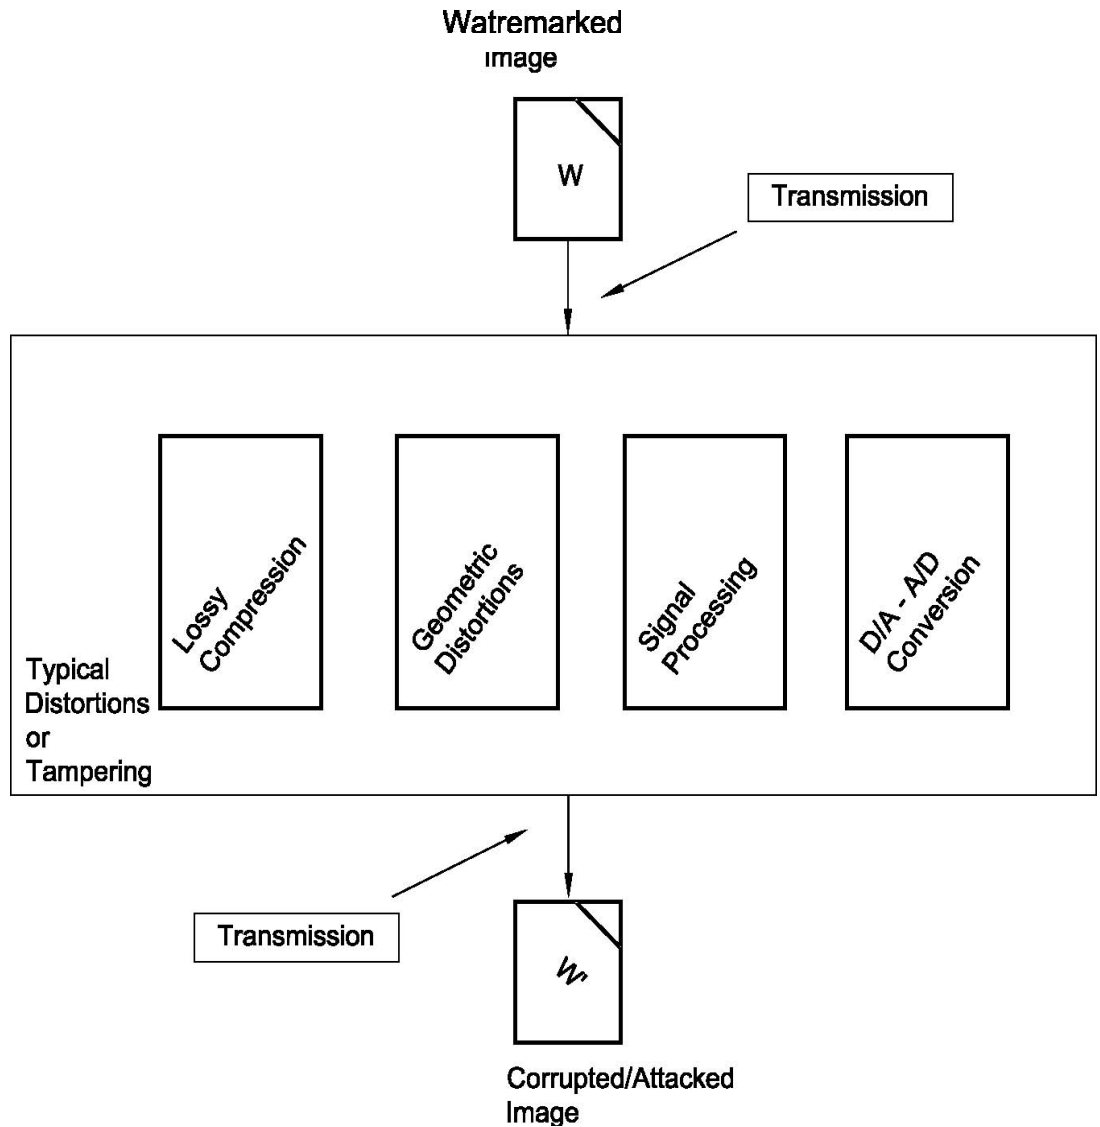 Watremarked
Image
W
Transmission
Lossy
Compression
Geometric
Distortions
Signal
Processing
D/A - A/D
Conversion
Typical
Distortions
or
Tampering
Transmission
W'
Corrupted/Attacked
Image